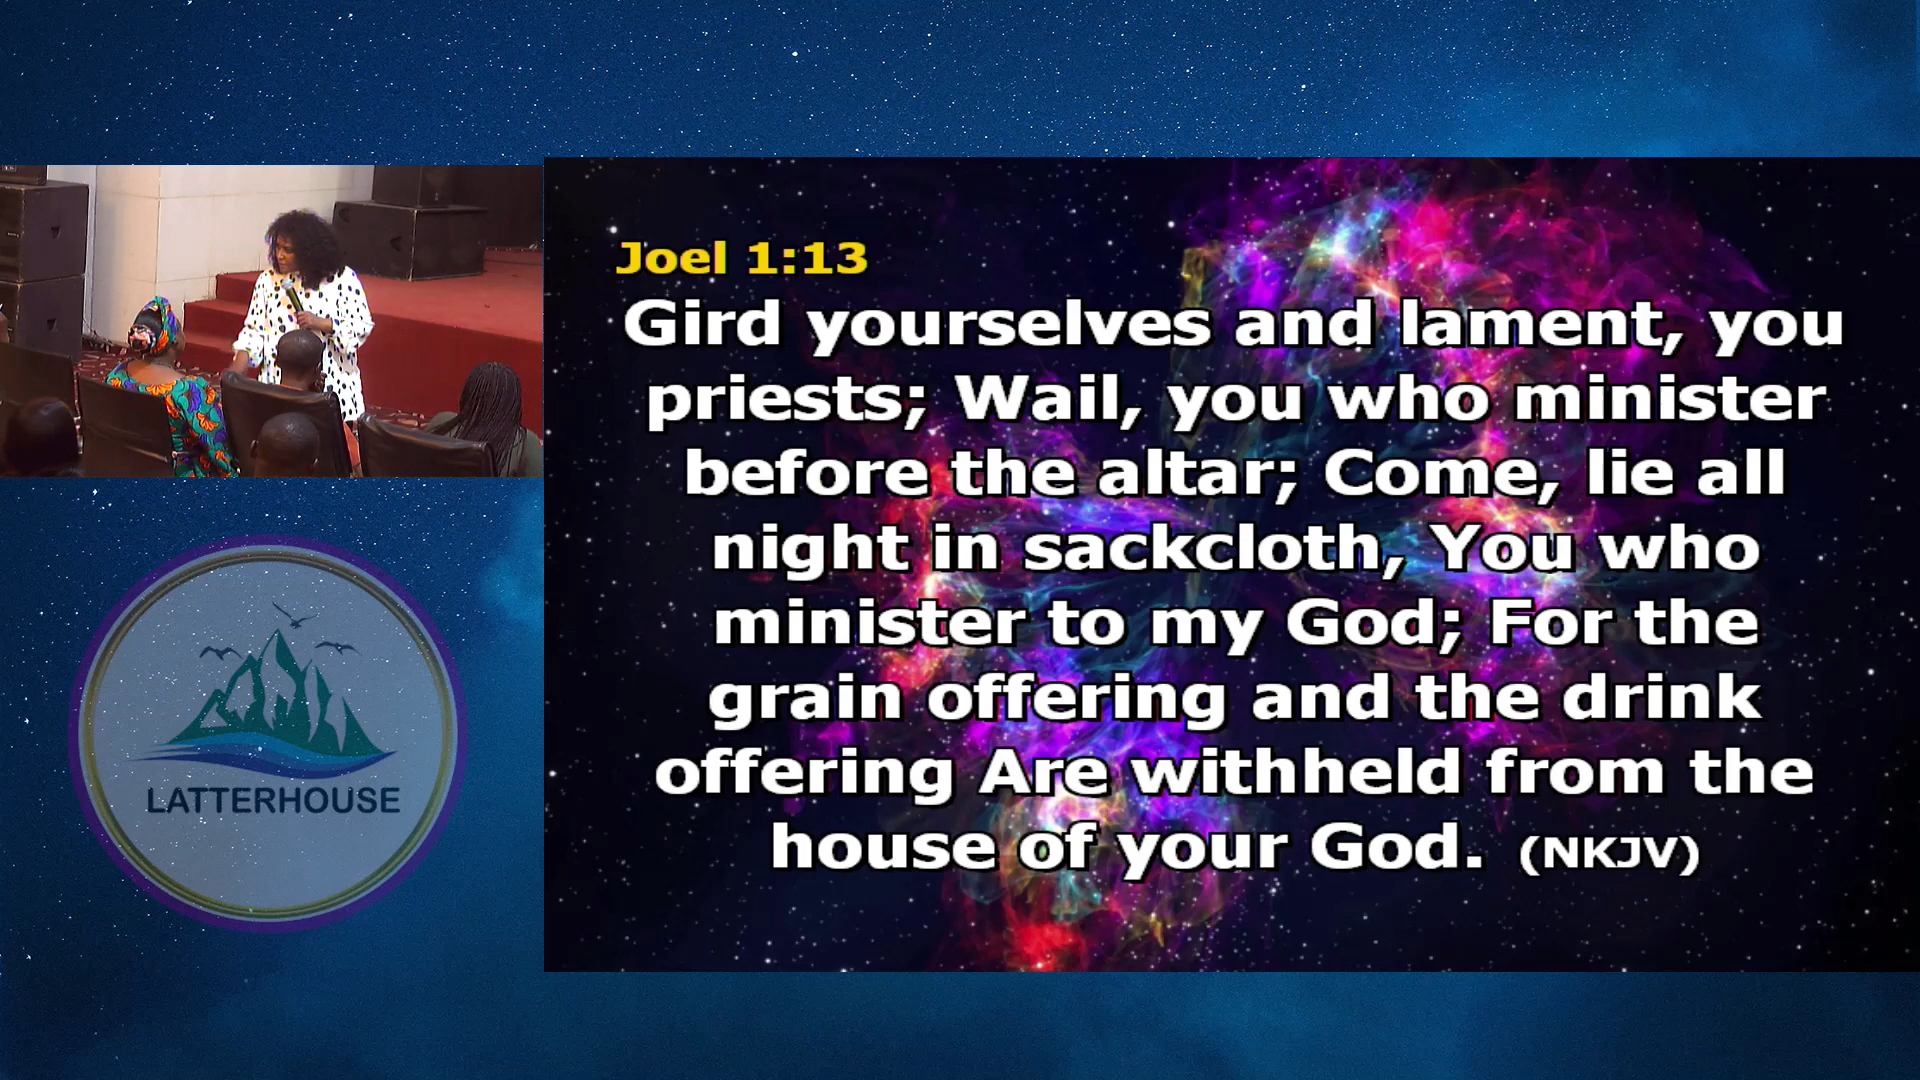 Joel 1:13
Gird yourselves and lament, you
priests; Wail, you who minister
before the altar; Come, lie all
night in sackcloth, You who
minister to my God; For the
grain offering and the drink
offering Are withheld from the
house of your God. (NKJV)
LATTERHOUSE